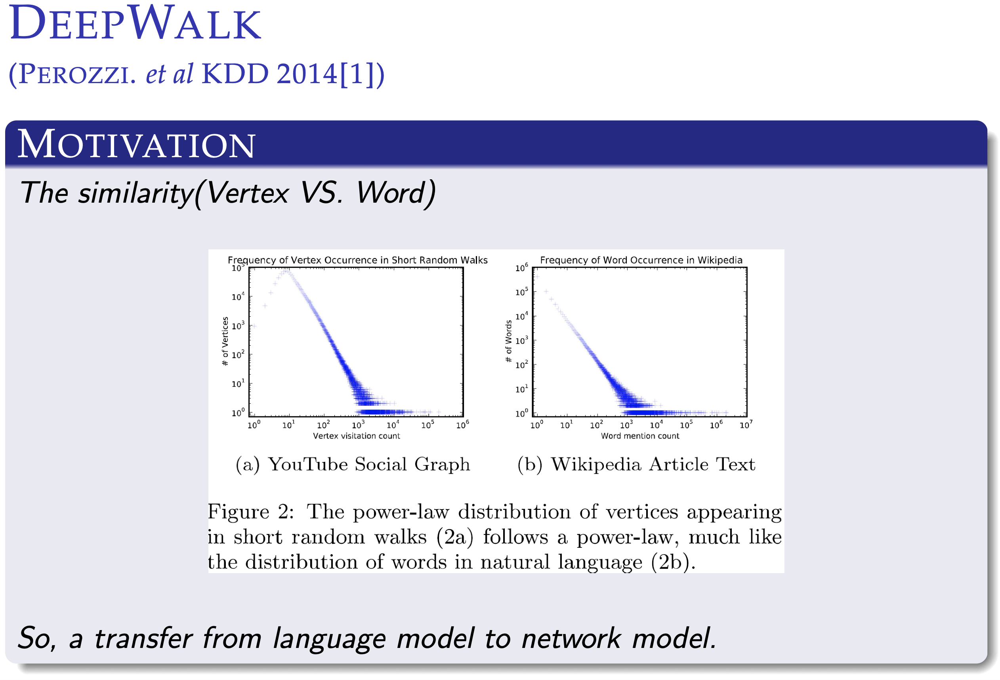 DEEPWALK
(PEROZZI. et al KDD 2014[1])
MOTIVATION
The similarity(Vertex VS. Word)
Frequency of Vertex Occurrence in Short Random Walks
10^5
10^4
10^3
10^2
10^1
10^0
# of Vertices
10^0 10^1 10^2 10^3 10^4 10^5 10^6
Vertex visitation count
(a) YouTube Social Graph
Frequency of Word Occurrence in Wikipedia
10^6
10^5
10^4
10^3
10^2
10^1
10^0
# of Words
10^0 10^1 10^2 10^3 10^4 10^5 10^6 10^7
Word mention count
(b) Wikipedia Article Text
Figure 2: The power-law distribution of vertices appearing
in short random walks (2a) follows a power-law, much like
the distribution of words in natural language (2b).
So, a transfer from language model to network model.